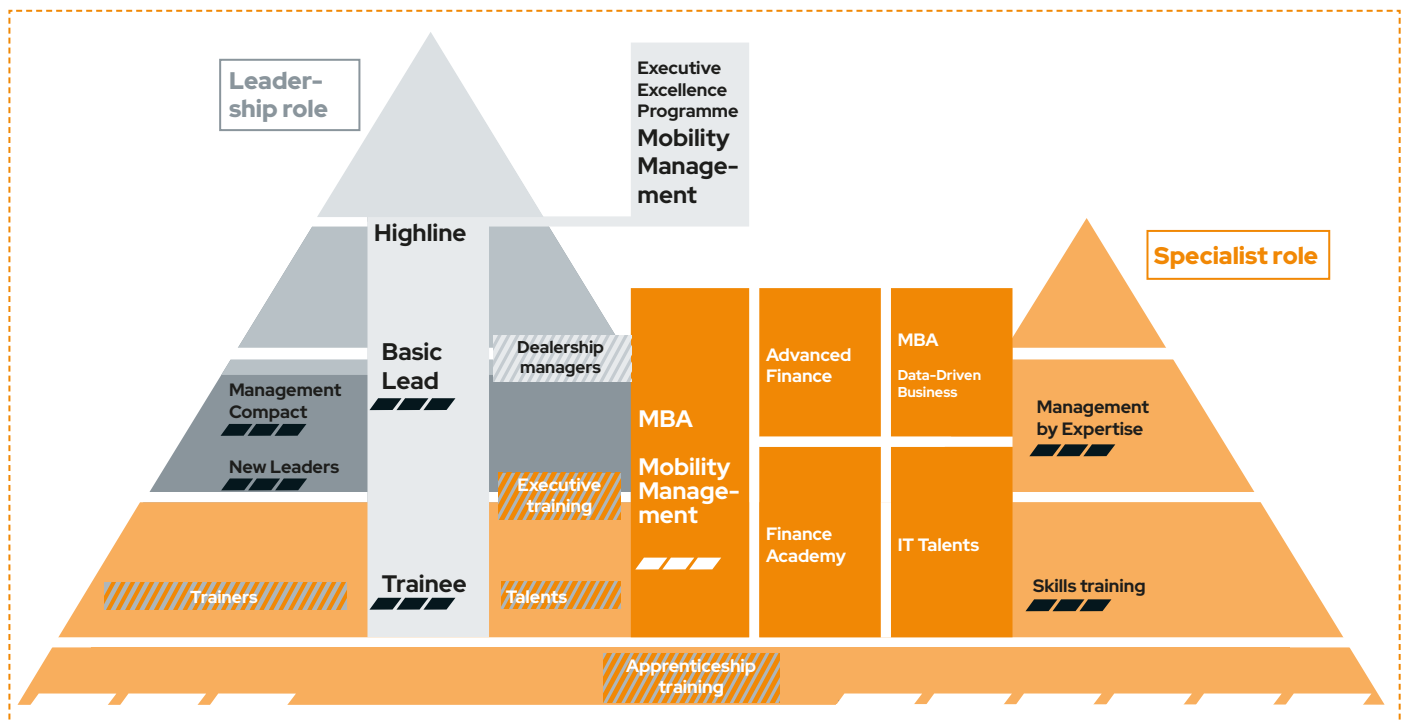 Leader-
ship role
Executive
Excellence
Programme
Mobility
Manage-
ment
Highline
Specialist role
Basic
Lead
Dealership
managers
Management
Compact
New Leaders
Executive
training
MBA
Mobility
Manage-
ment
Advanced
Finance
MBA
Data-Driven
Business
Management
by Expertise
Finance
Academy
IT Talents
Trainers
Trainee
Talents
Skills training
Apprenticeship
training